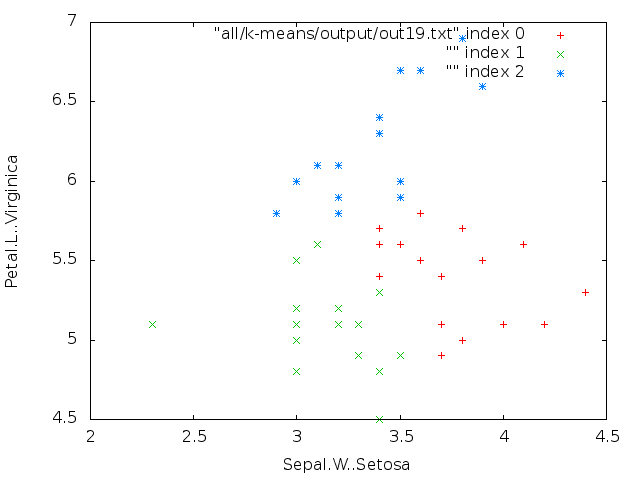 "all/k-means/output/out19.txt" index 0
"" index 1
"" index 2
7
6.5
6
5.5
5
4.5
2 2.5 3 3.5 4 4.5
Petal.L..Virginica
Sepal.W..Setosa